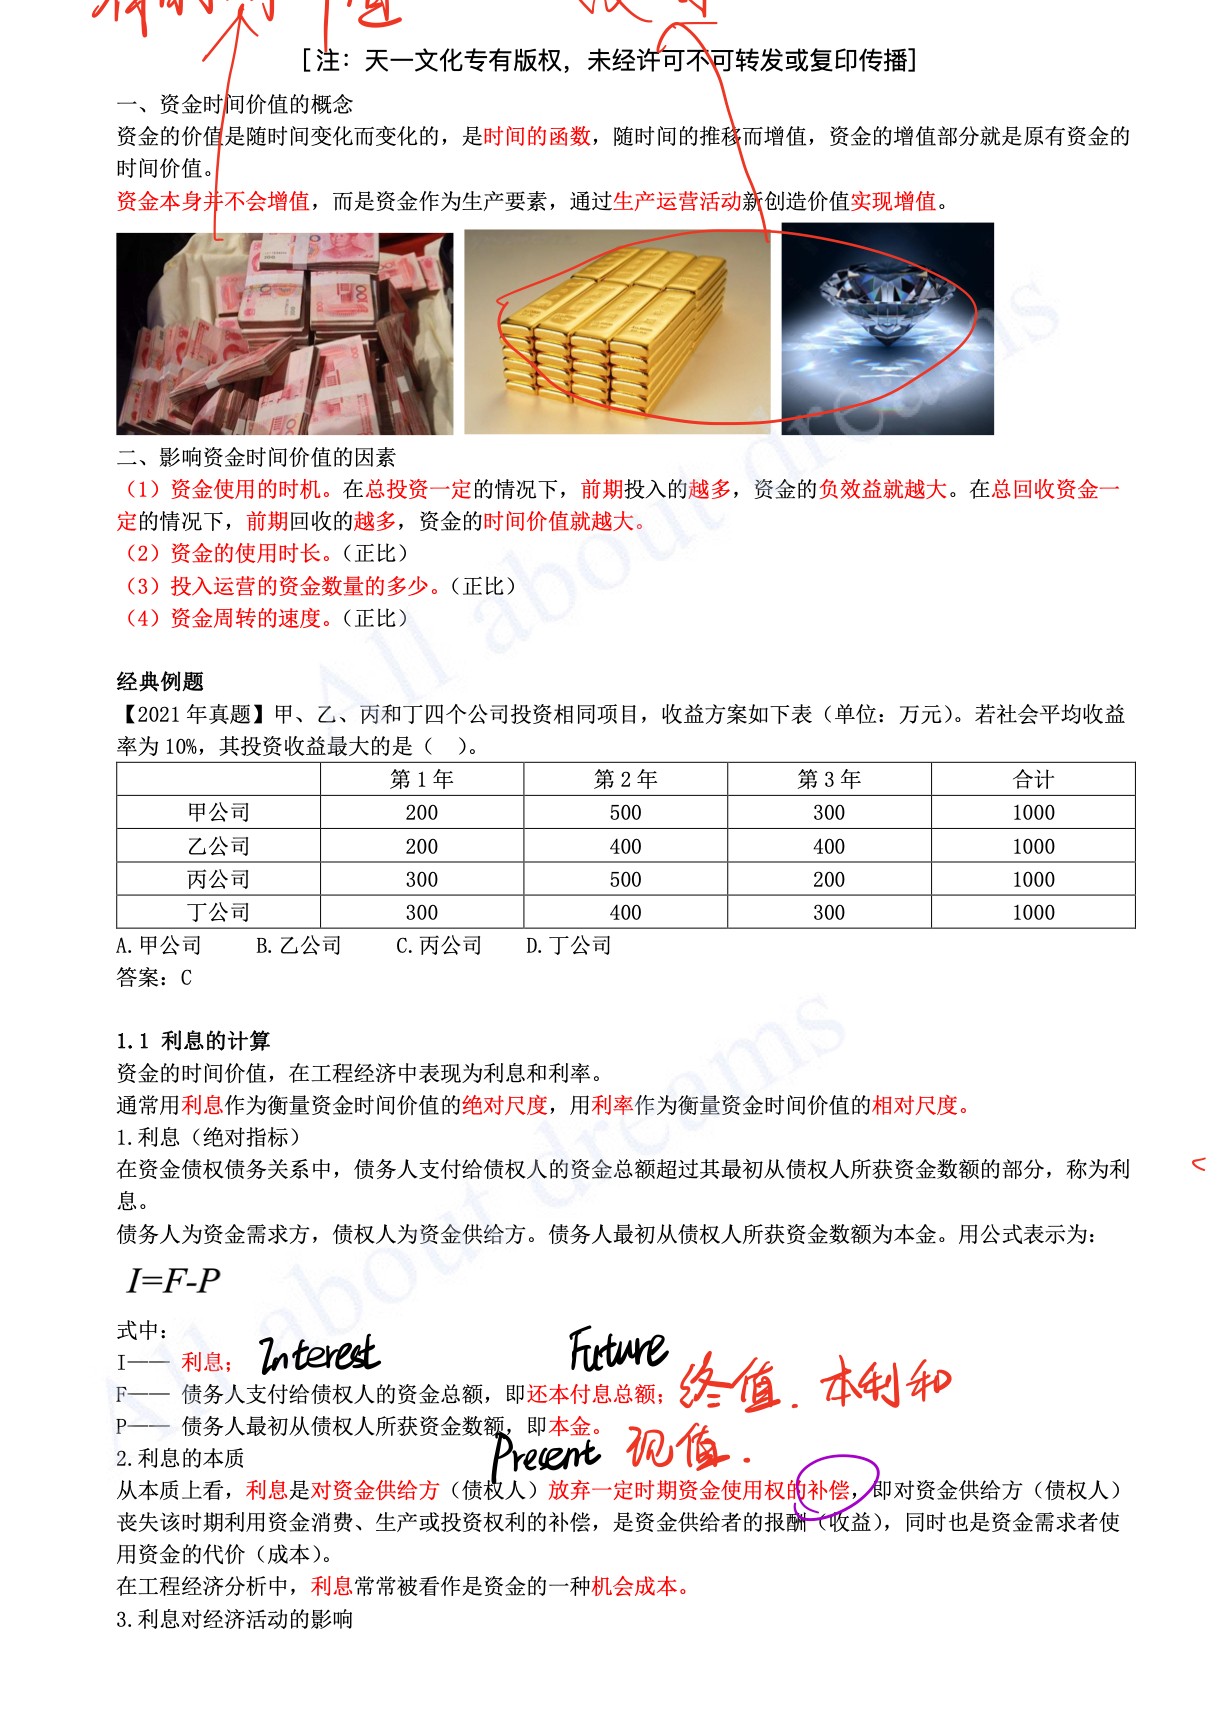 [注：天一文化专有版权，未经许可不可转发或复印传播]
一、资金时间价值的概念
资金的价值是随时间变化而变化的，是时间的函数，随时间的推移而增值，资金的增值部分就是原有资金的
时间价值。
资金本身并不会增值，而是资金作为生产要素，通过生产运营活动新创造价值实现增值。
二、影响资金时间价值的因素
（1）资金使用的时机。在总投资一定的情况下，前期投入的越多，资金的负效益就越大。在总回收资金一
定的情况下，前期回收的越多，资金的时间价值就越大。
（2）资金的使用时长。（正比）
（3）投入运营的资金数量的多少。（正比）
（4）资金周转的速度。（正比）
经典例题
【2021 年真题】甲、乙、丙和丁四个公司投资相同项目，收益方案如下表（单位：万元）。若社会平均收益
率为 10%，其投资收益最大的是（ ）。
第 1 年 第 2 年 第 3 年 合计
甲公司 200 500 300 1000
乙公司 200 400 400 1000
丙公司 300 500 200 1000
丁公司 300 400 300 1000
A.甲公司 B.乙公司 C.丙公司 D.丁公司
答案：C
1.1 利息的计算
资金的时间价值，在工程经济中表现为利息和利率。
通常用利息作为衡量资金时间价值的绝对尺度，用利率作为衡量资金时间价值的相对尺度。
1.利息（绝对指标）
在资金债权债务关系中，债务人支付给债权人的资金总额超过其最初从债权人所获资金数额的部分，称为利
息。
债务人为资金需求方，债权人为资金供给方。债务人最初从债权人所获资金数额为本金。用公式表示为：
I=F-P
式中：
I—— 利息； Interest Future
F—— 债务人支付给债权人的资金总额，即还本付息总额； 终值．本利和
P—— 债务人最初从债权人所获资金数额，即本金。
Present 现值．
2.利息的本质
从本质上看，利息是对资金供给方（债权人）放弃一定时期资金使用权的补偿，即对资金供给方（债权人）
丧失该时期利用资金消费、生产或投资权利的补偿，是资金供给者的报酬（收益），同时也是资金需求者使
用资金的代价（成本）。
在工程经济分析中，利息常常被看作是资金的一种机会成本。
3.利息对经济活动的影响
All about dreams
All about dreams